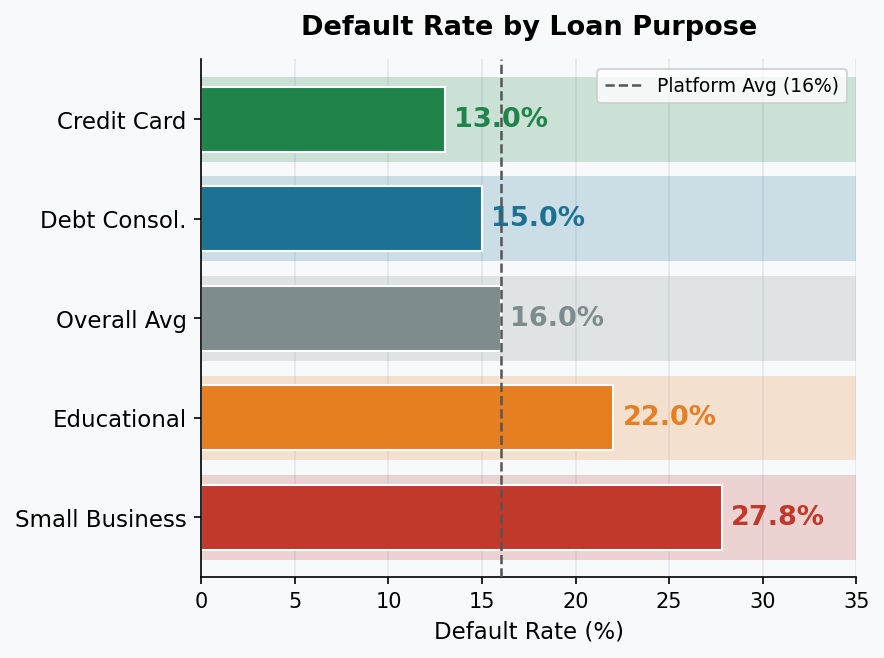 Default Rate by Loan Purpose
Platform Avg (16%)
Credit Card
13.0%
Debt Consol.
15.0%
Overall Avg
16.0%
Educational
22.0%
Small Business
27.8%
0 5 10 15 20 25 30 35
Default Rate (%)